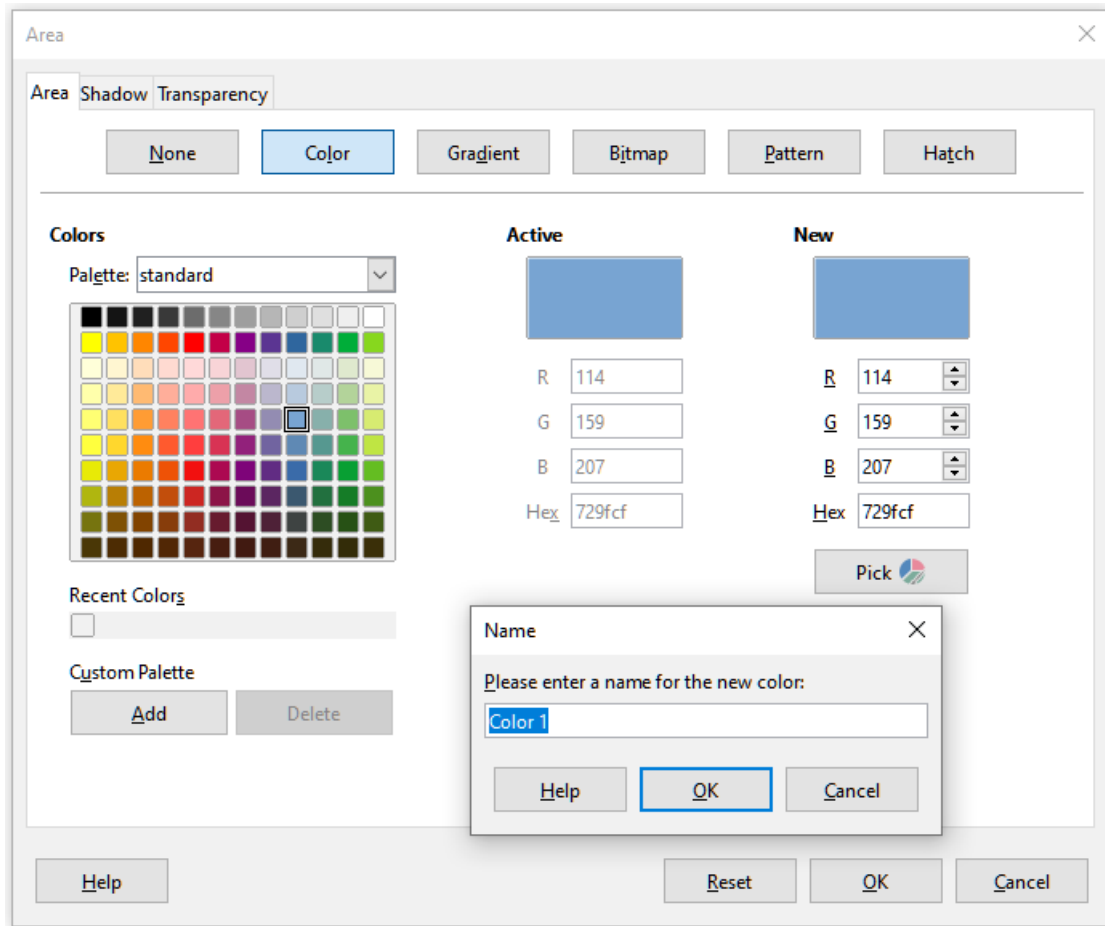 Area
Area Shadow Transparency
None Color Gradient Bitmap Pattern Hatch
Colors Active New
Palette: standard
R 114 R 114
G 159 G 159
B 207 B 207
Hex 729fcf Hex 729fcf
Pick
Recent Colors
Custom Palette
Add Delete
Name
Please enter a name for the new color:
Color 1
Help OK Cancel
Help Reset OK Cancel